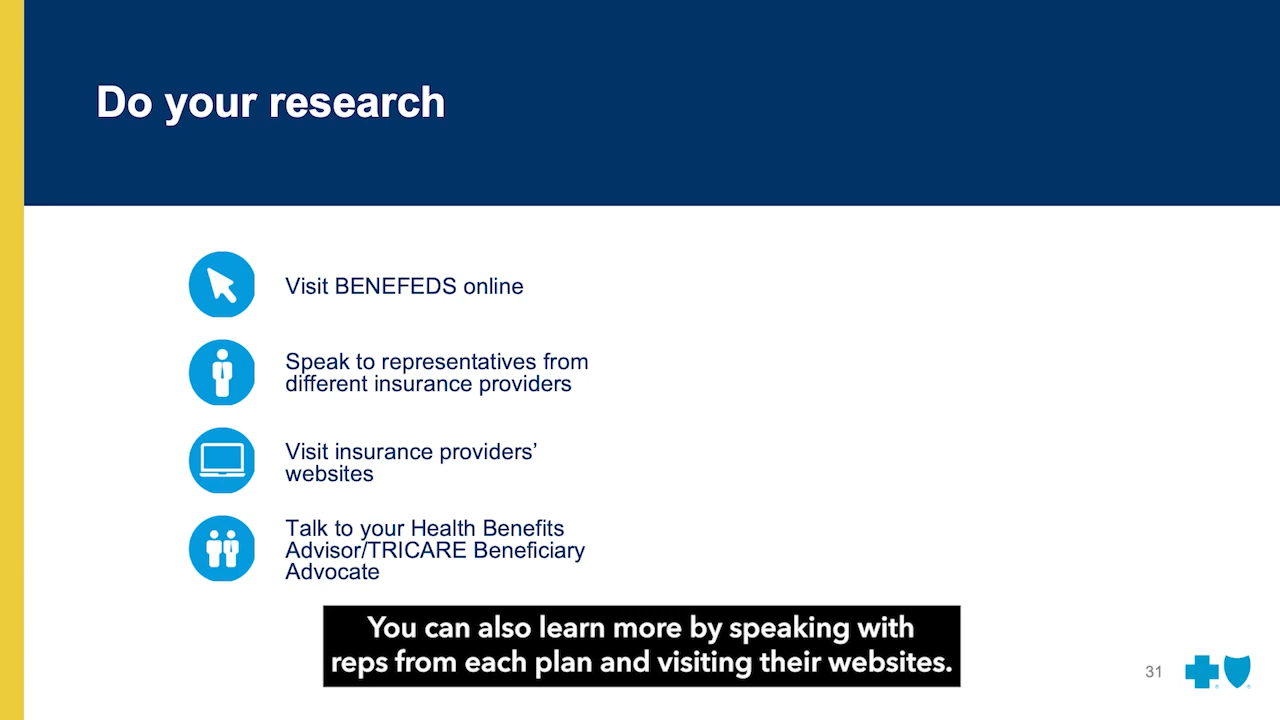 Do your research
Visit BENEFEDS online
Speak to representatives from
different insurance providers
Visit insurance providers’
websites
Talk to your Health Benefits
Advisor/TRICARE Beneficiary
Advocate
You can also learn more by speaking with
reps from each plan and visiting their websites.
31